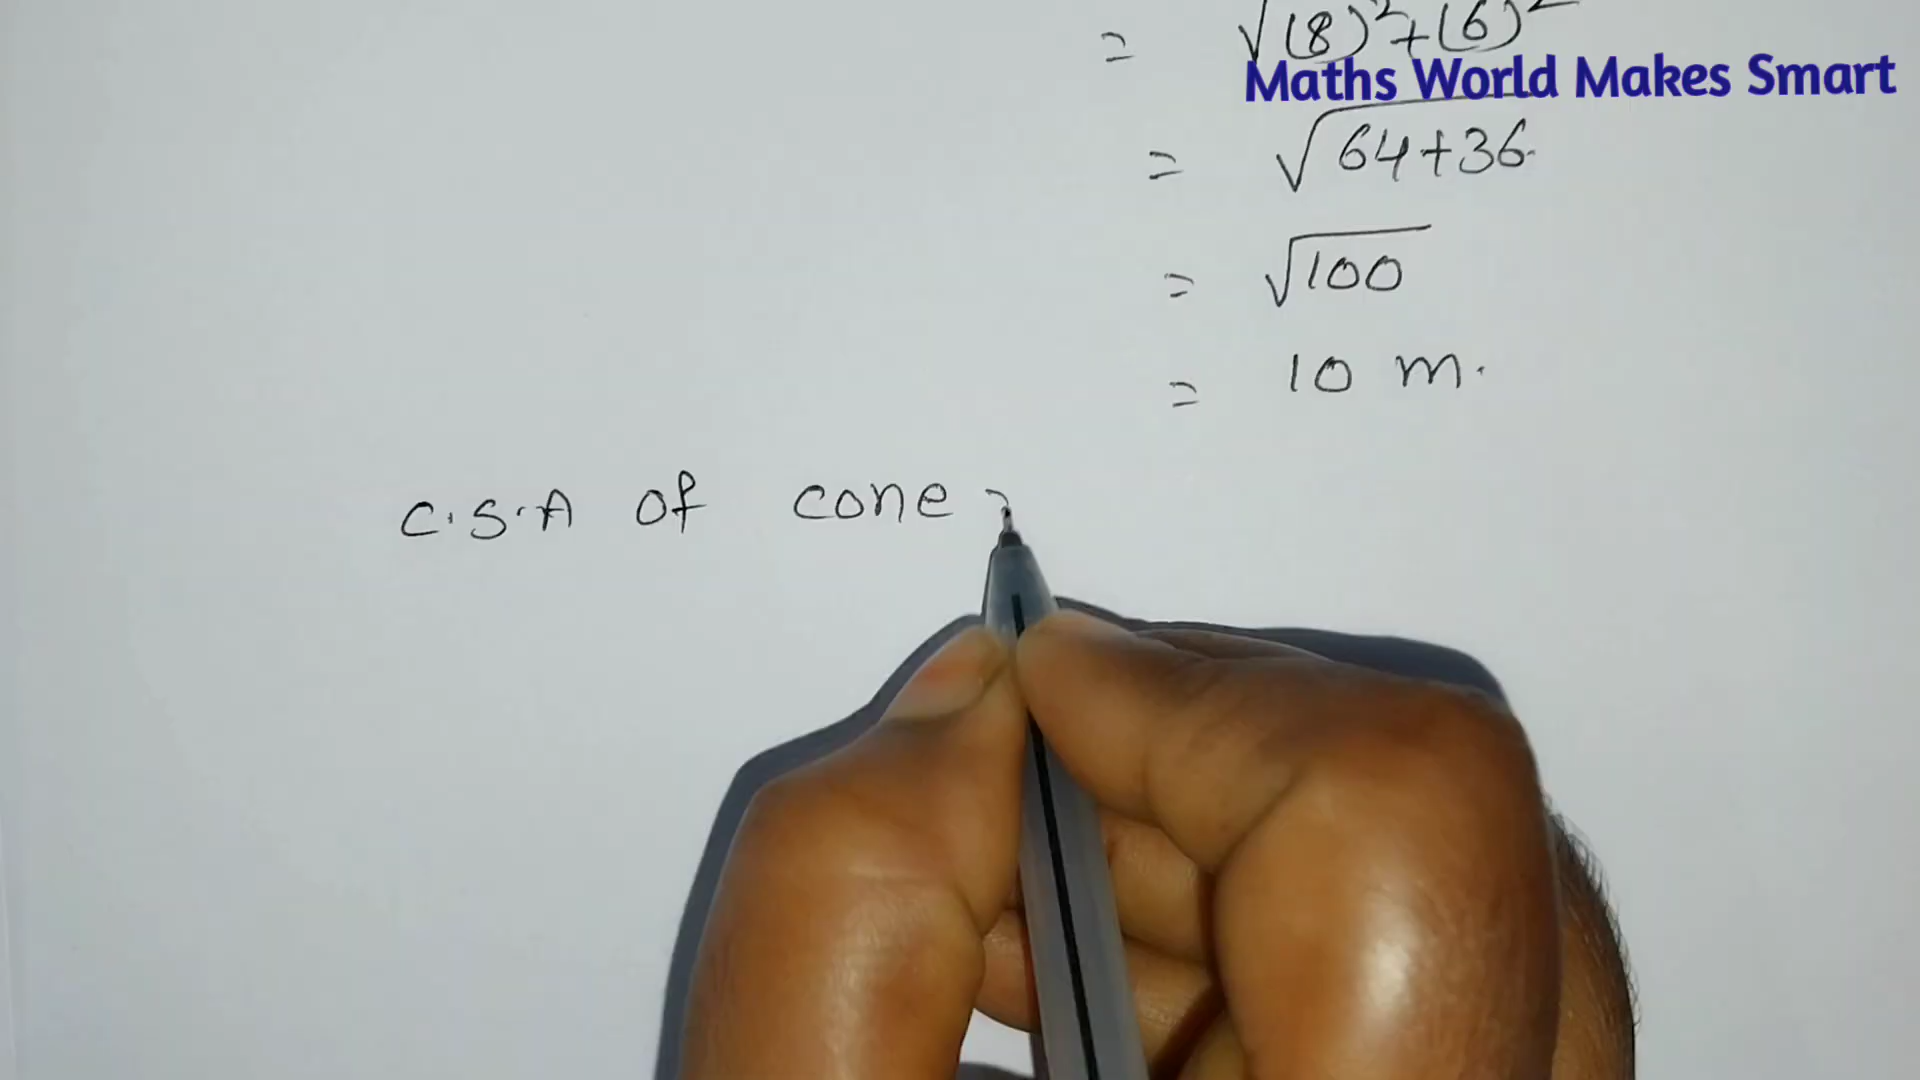 = √(8)²+(6)²
Maths World Makes Smart
= √64+36
= √100
= 10 m.
C.S.A of cone =